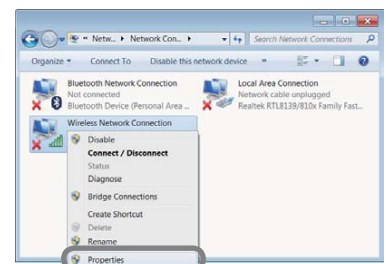 « Netw... ▸ Network Con... ▸ Search Network Connections
Organize Connect To Disable this network device »
Bluetooth Network Connection
Not connected
Bluetooth Device (Personal Area ...
Local Area Connection
Network cable unplugged
Realtek RTL8139/810x Family Fast...
Wireless Network Connection
Disable
Connect / Disconnect
Status
Diagnose
Bridge Connections
Create Shortcut
Delete
Rename
Properties